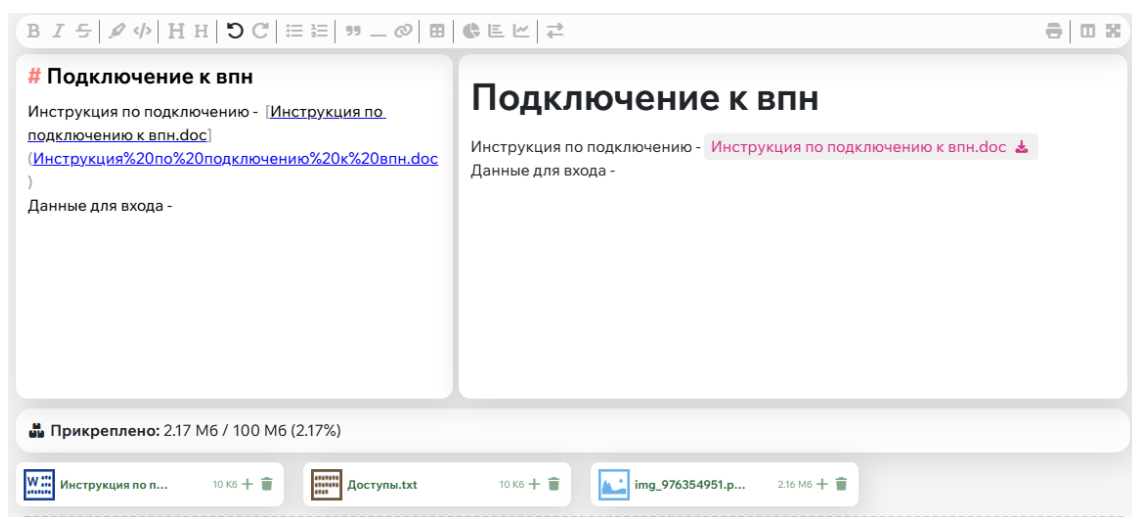 # Подключение к впн
Инструкция по подключению - [Инструкция по
подключению к впн.doc]
(Инструкция%20по%20подключению%20к%20впн.doc
)
Данные для входа -
Подключение к впн
Инструкция по подключению - Инструкция по подключению к впн.doc
Данные для входа -
Прикреплено: 2.17 Мб / 100 Мб (2.17%)
Инструкция по п... 10 Кб
Доступы.txt 10 Кб
img_976354951.p... 2.16 Мб